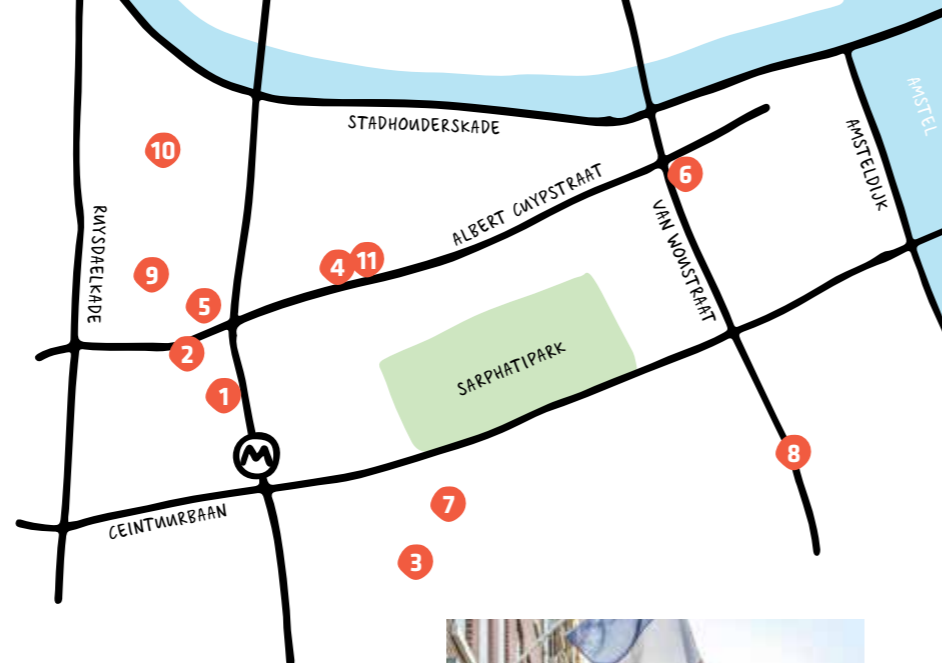 AMSTEL
STADHOUDERSKADE
AMSTELDIJK
10
6
ALBERT CUYPSTRAAT
RUYSDAELKADE
VAN WOUSTRAAT
4
11
9
5
2
SARPHATIPARK
1
M
8
7
CEINTUURBAAN
3